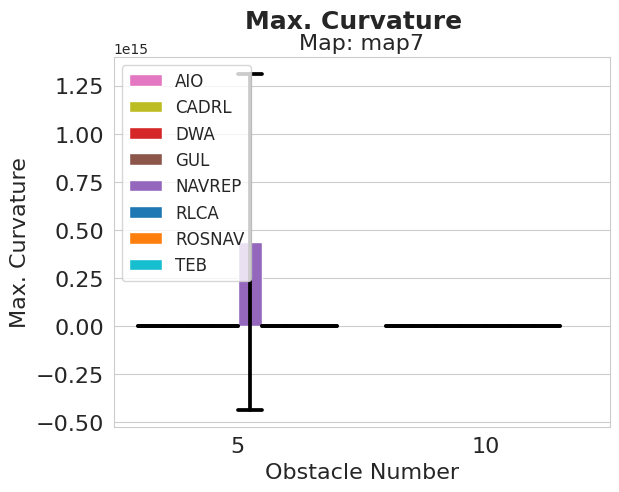 Max. Curvature
Map: map7
1e15
1.25
1.00
0.75
0.50
0.25
0.00
−0.25
−0.50
Max. Curvature
AIO
CADRL
DWA
GUL
NAVREP
RLCA
ROSNAV
TEB
5
10
Obstacle Number